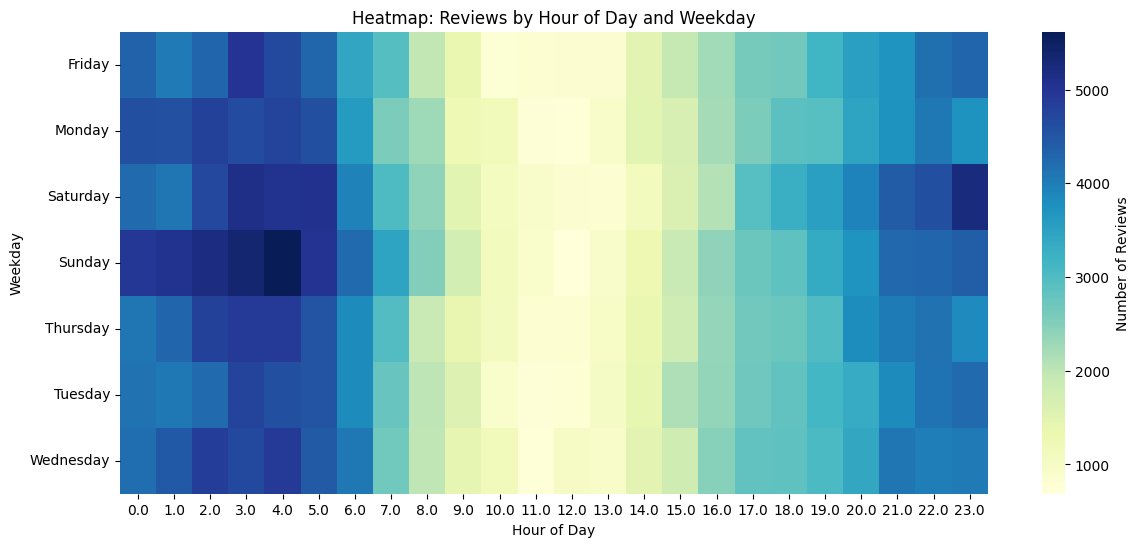 Heatmap: Reviews by Hour of Day and Weekday
Weekday
Friday
Monday
Saturday
Sunday
Thursday
Tuesday
Wednesday
0.0 1.0 2.0 3.0 4.0 5.0 6.0 7.0 8.0 9.0 10.0 11.0 12.0 13.0 14.0 15.0 16.0 17.0 18.0 19.0 20.0 21.0 22.0 23.0
Hour of Day
5000
4000
3000
2000
1000
Number of Reviews